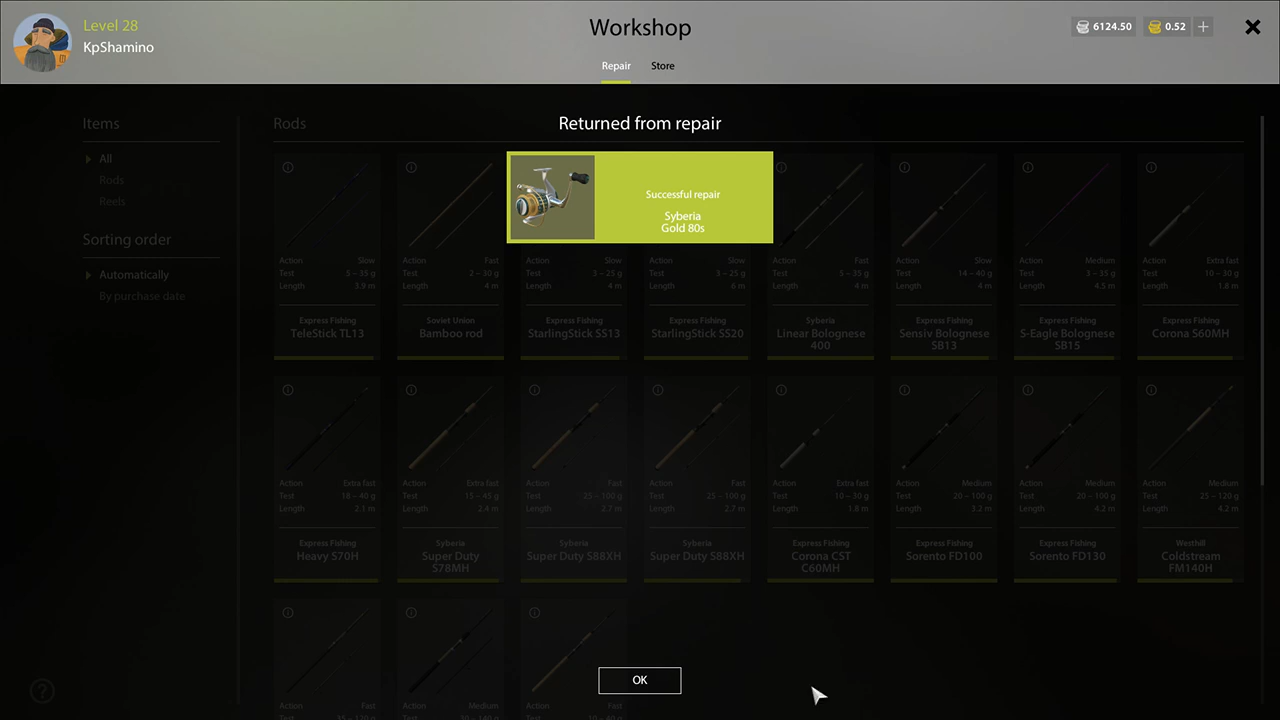 Level 28
KpShamino
Workshop
6124.50
0.52
Repair
Store
Items
All
Rods
Reels
Sorting order
Automatically
By purchase date
Rods
Returned from repair
Successful repair
Syberia
Gold 80s
Action Slow
Test 5 – 35 g
Length 3.9 m
Express Fishing
TeleStick TL13
Action Fast
Test 2 – 30 g
Length 4 m
Soviet Union
Bamboo rod
Action Slow
Test 3 – 25 g
Length 4 m
Express Fishing
StarlingStick SS13
Action Slow
Test 3 – 25 g
Length 6 m
Express Fishing
StarlingStick SS20
Action Fast
Test 5 – 35 g
Length 4 m
Syberia
Linear Bolognese
400
Action Slow
Test 14 – 40 g
Length 4 m
Express Fishing
Sensiv Bolognese
SB13
Action Medium
Test 3 – 35 g
Length 4.5 m
Express Fishing
S-Eagle Bolognese
SB15
Action Extra fast
Test 10 – 30 g
Length 1.8 m
Express Fishing
Corona S60MH
Action Extra fast
Test 18 – 40 g
Length 2.1 m
Express Fishing
Heavy S70H
Action Extra fast
Test 15 – 45 g
Length 2.4 m
Syberia
Super Duty
S78MH
Action Fast
Test 25 – 100 g
Length 2.7 m
Syberia
Super Duty S88XH
Action Fast
Test 25 – 100 g
Length 2.7 m
Syberia
Super Duty S88XH
Action Extra fast
Test 10 – 30 g
Length 1.8 m
Express Fishing
Corona CST
C60MH
Action Medium
Test 20 – 100 g
Length 3.2 m
Express Fishing
Sorento FD100
Action Medium
Test 20 – 100 g
Length 4.2 m
Express Fishing
Sorento FD130
Action Medium
Test 25 – 120 g
Length 4.2 m
Westhill
Coldstream
FM140H
Action Fast
Action Medium
Action Fast
OK